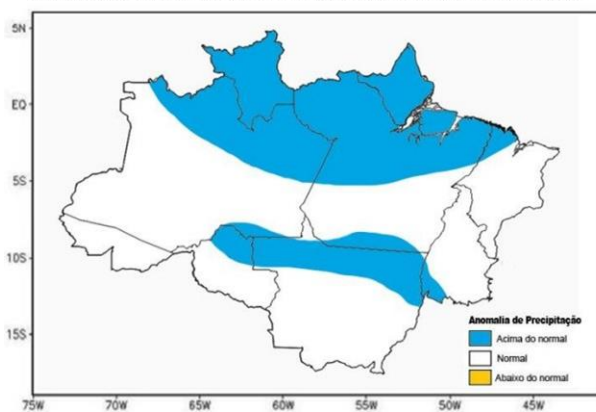 5N
EQ
5S
10S
15S
Anomalia de Precipitação
Acima do normal
Normal
Abaixo do normal
75W 70W 65W 60W 55W 50W 45W